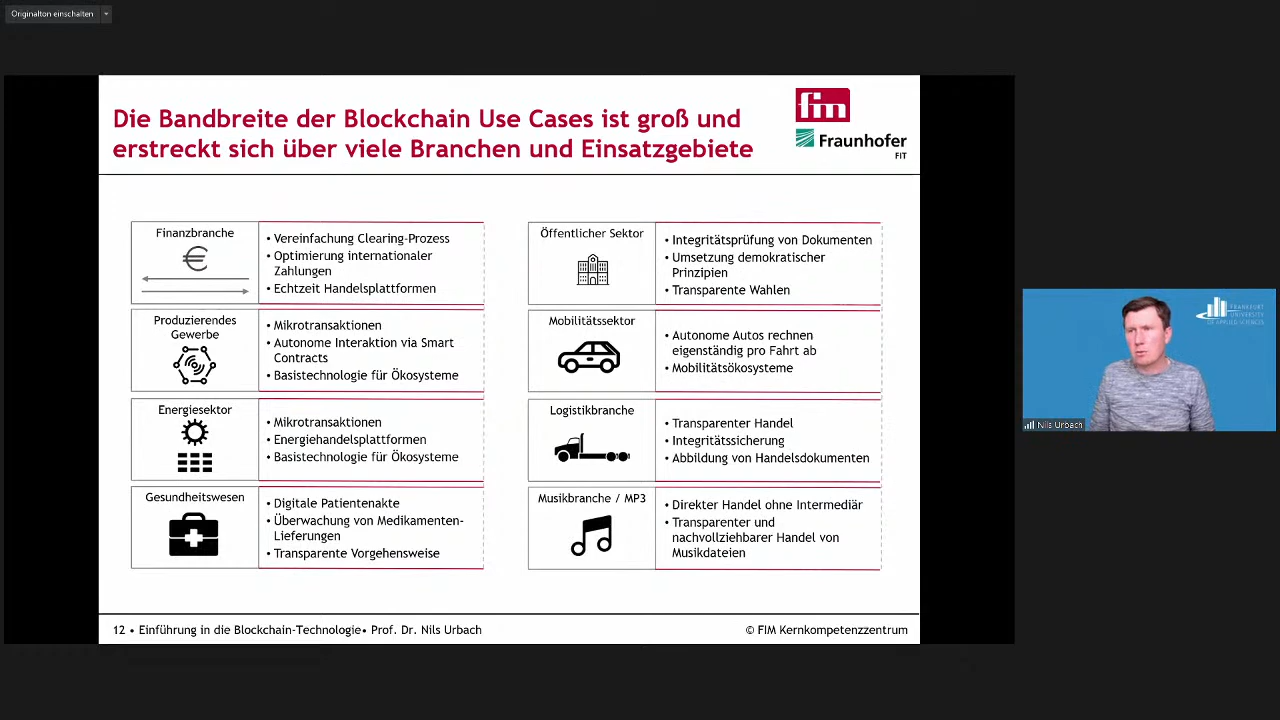 Originalton einschalten
Die Bandbreite der Blockchain Use Cases ist groß und
erstreckt sich über viele Branchen und Einsatzgebiete
fim
Fraunhofer
FIT
Finanzbranche
€
• Vereinfachung Clearing-Prozess
• Optimierung internationaler
Zahlungen
• Echtzeit Handelsplattformen
Produzierendes
Gewerbe
• Mikrotransaktionen
• Autonome Interaktion via Smart
Contracts
• Basistechnologie für Ökosysteme
Energiesektor
• Mikrotransaktionen
• Energiehandelsplattformen
• Basistechnologie für Ökosysteme
Gesundheitswesen
• Digitale Patientenakte
• Überwachung von Medikamenten-
Lieferungen
• Transparente Vorgehensweise
Öffentlicher Sektor
• Integritätsprüfung von Dokumenten
• Umsetzung demokratischer
Prinzipien
• Transparente Wahlen
Mobilitätssektor
• Autonome Autos rechnen
eigenständig pro Fahrt ab
• Mobilitätsökosysteme
Logistikbranche
• Transparenter Handel
• Integritätssicherung
• Abbildung von Handelsdokumenten
Musikbranche / MP3
• Direkter Handel ohne Intermediär
• Transparenter und
nachvollziehbarer Handel von
Musikdateien
12 • Einführung in die Blockchain-Technologie• Prof. Dr. Nils Urbach
© FIM Kernkompetenzzentrum
FRANKFURT
UNIVERSITY
OF APPLIED SCIENCES
Nils Urbach